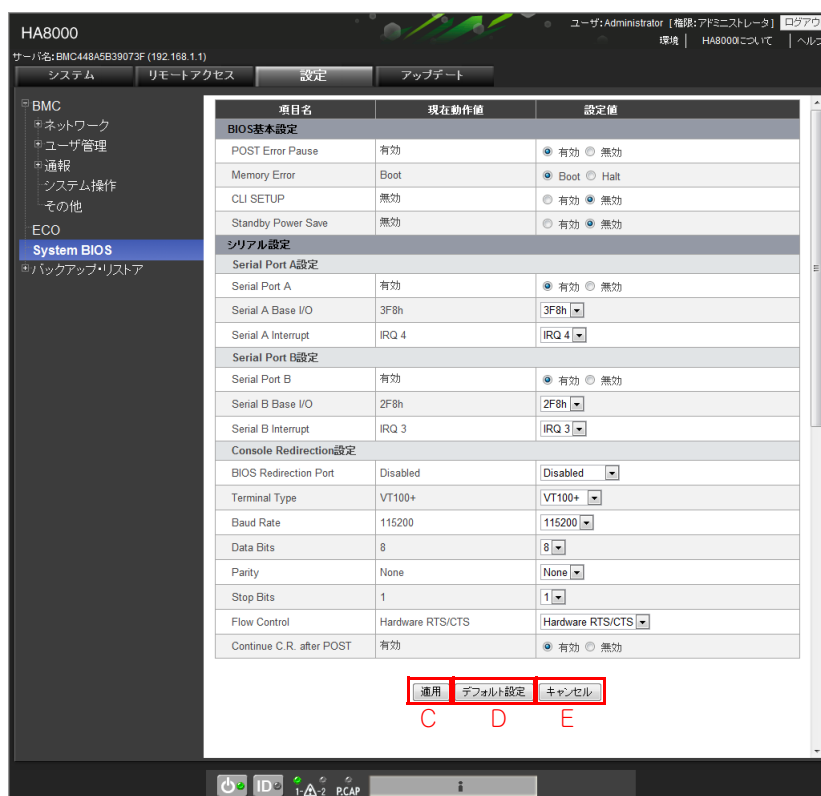 HA8000
ユーザ:Administrator [権限:アドミニストレータ] ログアウ
環境 | HA8000について | ヘル
サーバ名:BMC448A5B39073F (192.168.1.1)
システム リモートアクセス 設定 アップデート
BMC
ネットワーク
ユーザ管理
通報
システム操作
その他
ECO
System BIOS
バックアップ・リストア
項目名 現在動作値 設定値
BIOS基本設定
POST Error Pause 有効 有効 無効
Memory Error Boot Boot Halt
CLI SETUP 無効 有効 無効
Standby Power Save 無効 有効 無効
シリアル設定
Serial Port A設定
Serial Port A 有効 有効 無効
Serial A Base I/O 3F8h 3F8h
Serial A Interrupt IRQ 4 IRQ 4
Serial Port B設定
Serial Port B 有効 有効 無効
Serial B Base I/O 2F8h 2F8h
Serial B Interrupt IRQ 3 IRQ 3
Console Redirection設定
BIOS Redirection Port Disabled Disabled
Terminal Type VT100+ VT100+
Baud Rate 115200 115200
Data Bits 8 8
Parity None None
Stop Bits 1 1
Flow Control Hardware RTS/CTS Hardware RTS/CTS
Continue C.R. after POST 有効 有効 無効
適用 デフォルト設定 キャンセル
C D E
ID 1-⚠-2 P.CAP i